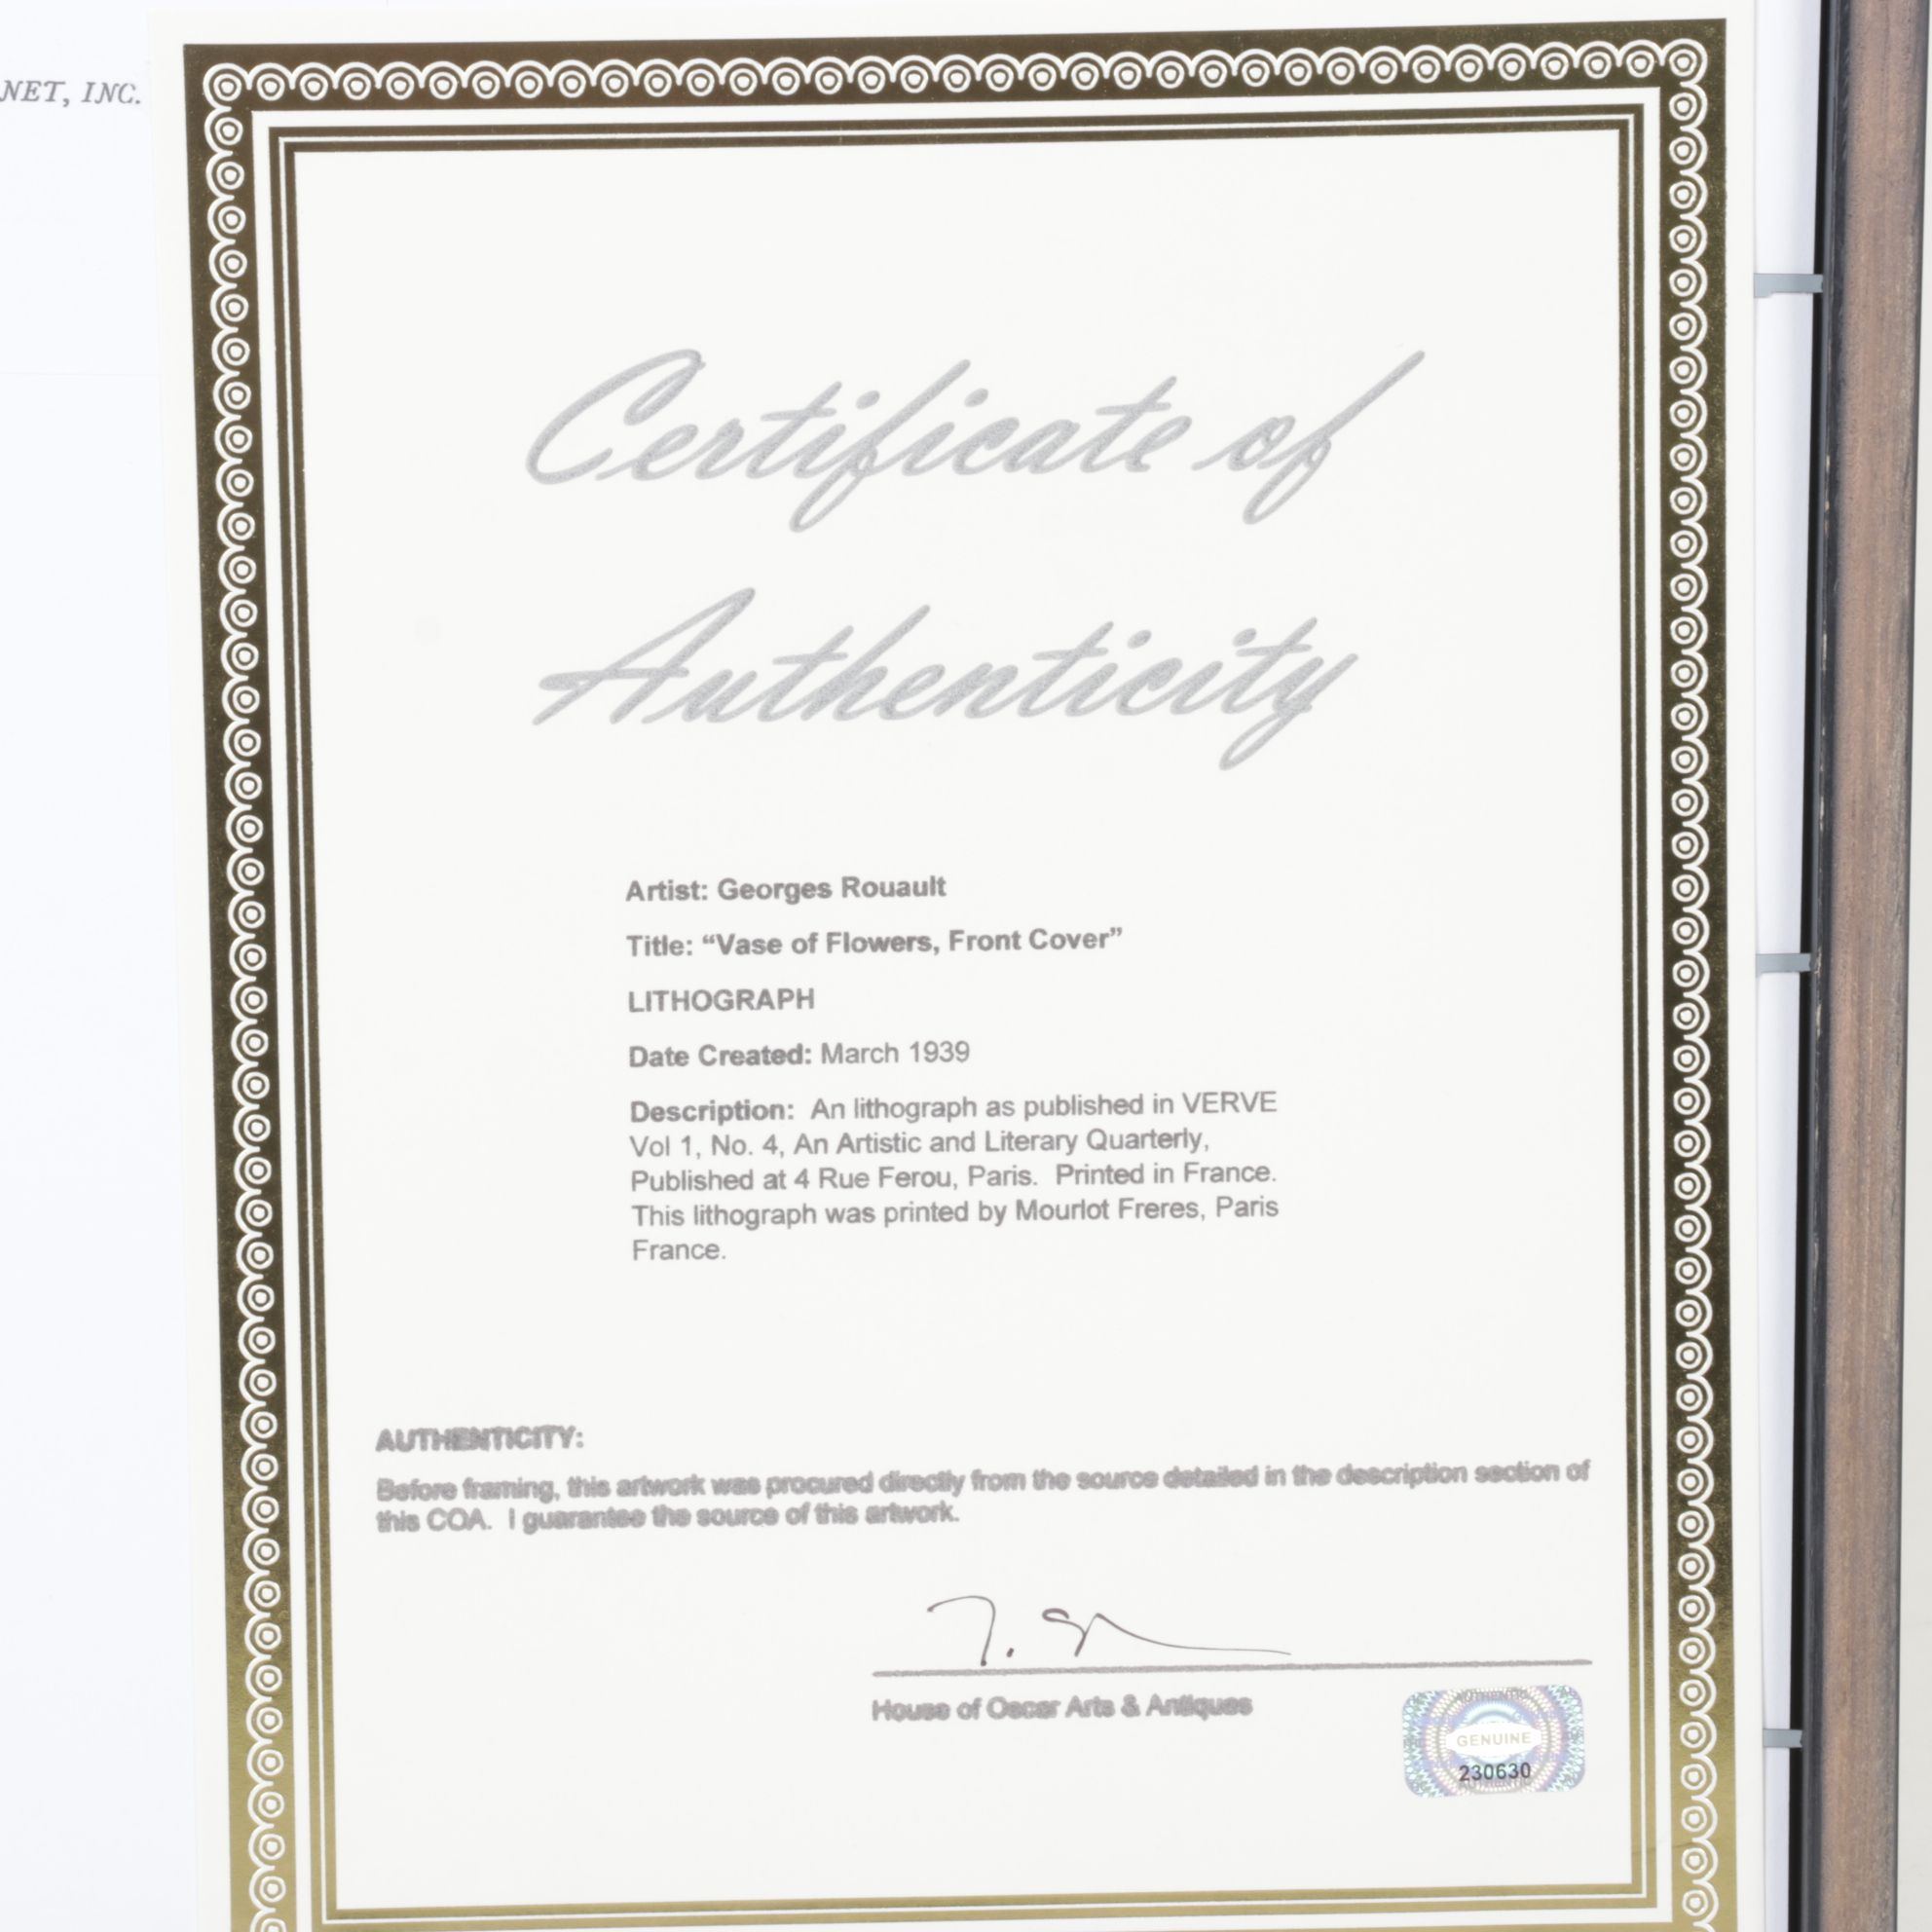 NET, INC.
Certificate of
Authenticity
Artist: Georges Rouault
Title: “Vase of Flowers, Front Cover”
LITHOGRAPH
Date Created: March 1939
Description: An lithograph as published in VERVE
Vol 1, No. 4, An Artistic and Literary Quarterly,
Published at 4 Rue Ferou, Paris. Printed in France.
This lithograph was printed by Mourlot Freres, Paris
France.
AUTHENTICITY:
Before framing, this artwork was procured directly from the source detailed in the description section of
this COA. I guarantee the source of this artwork.
House of Oscar Arts & Antiques
AUTHENTIC
GENUINE
230630